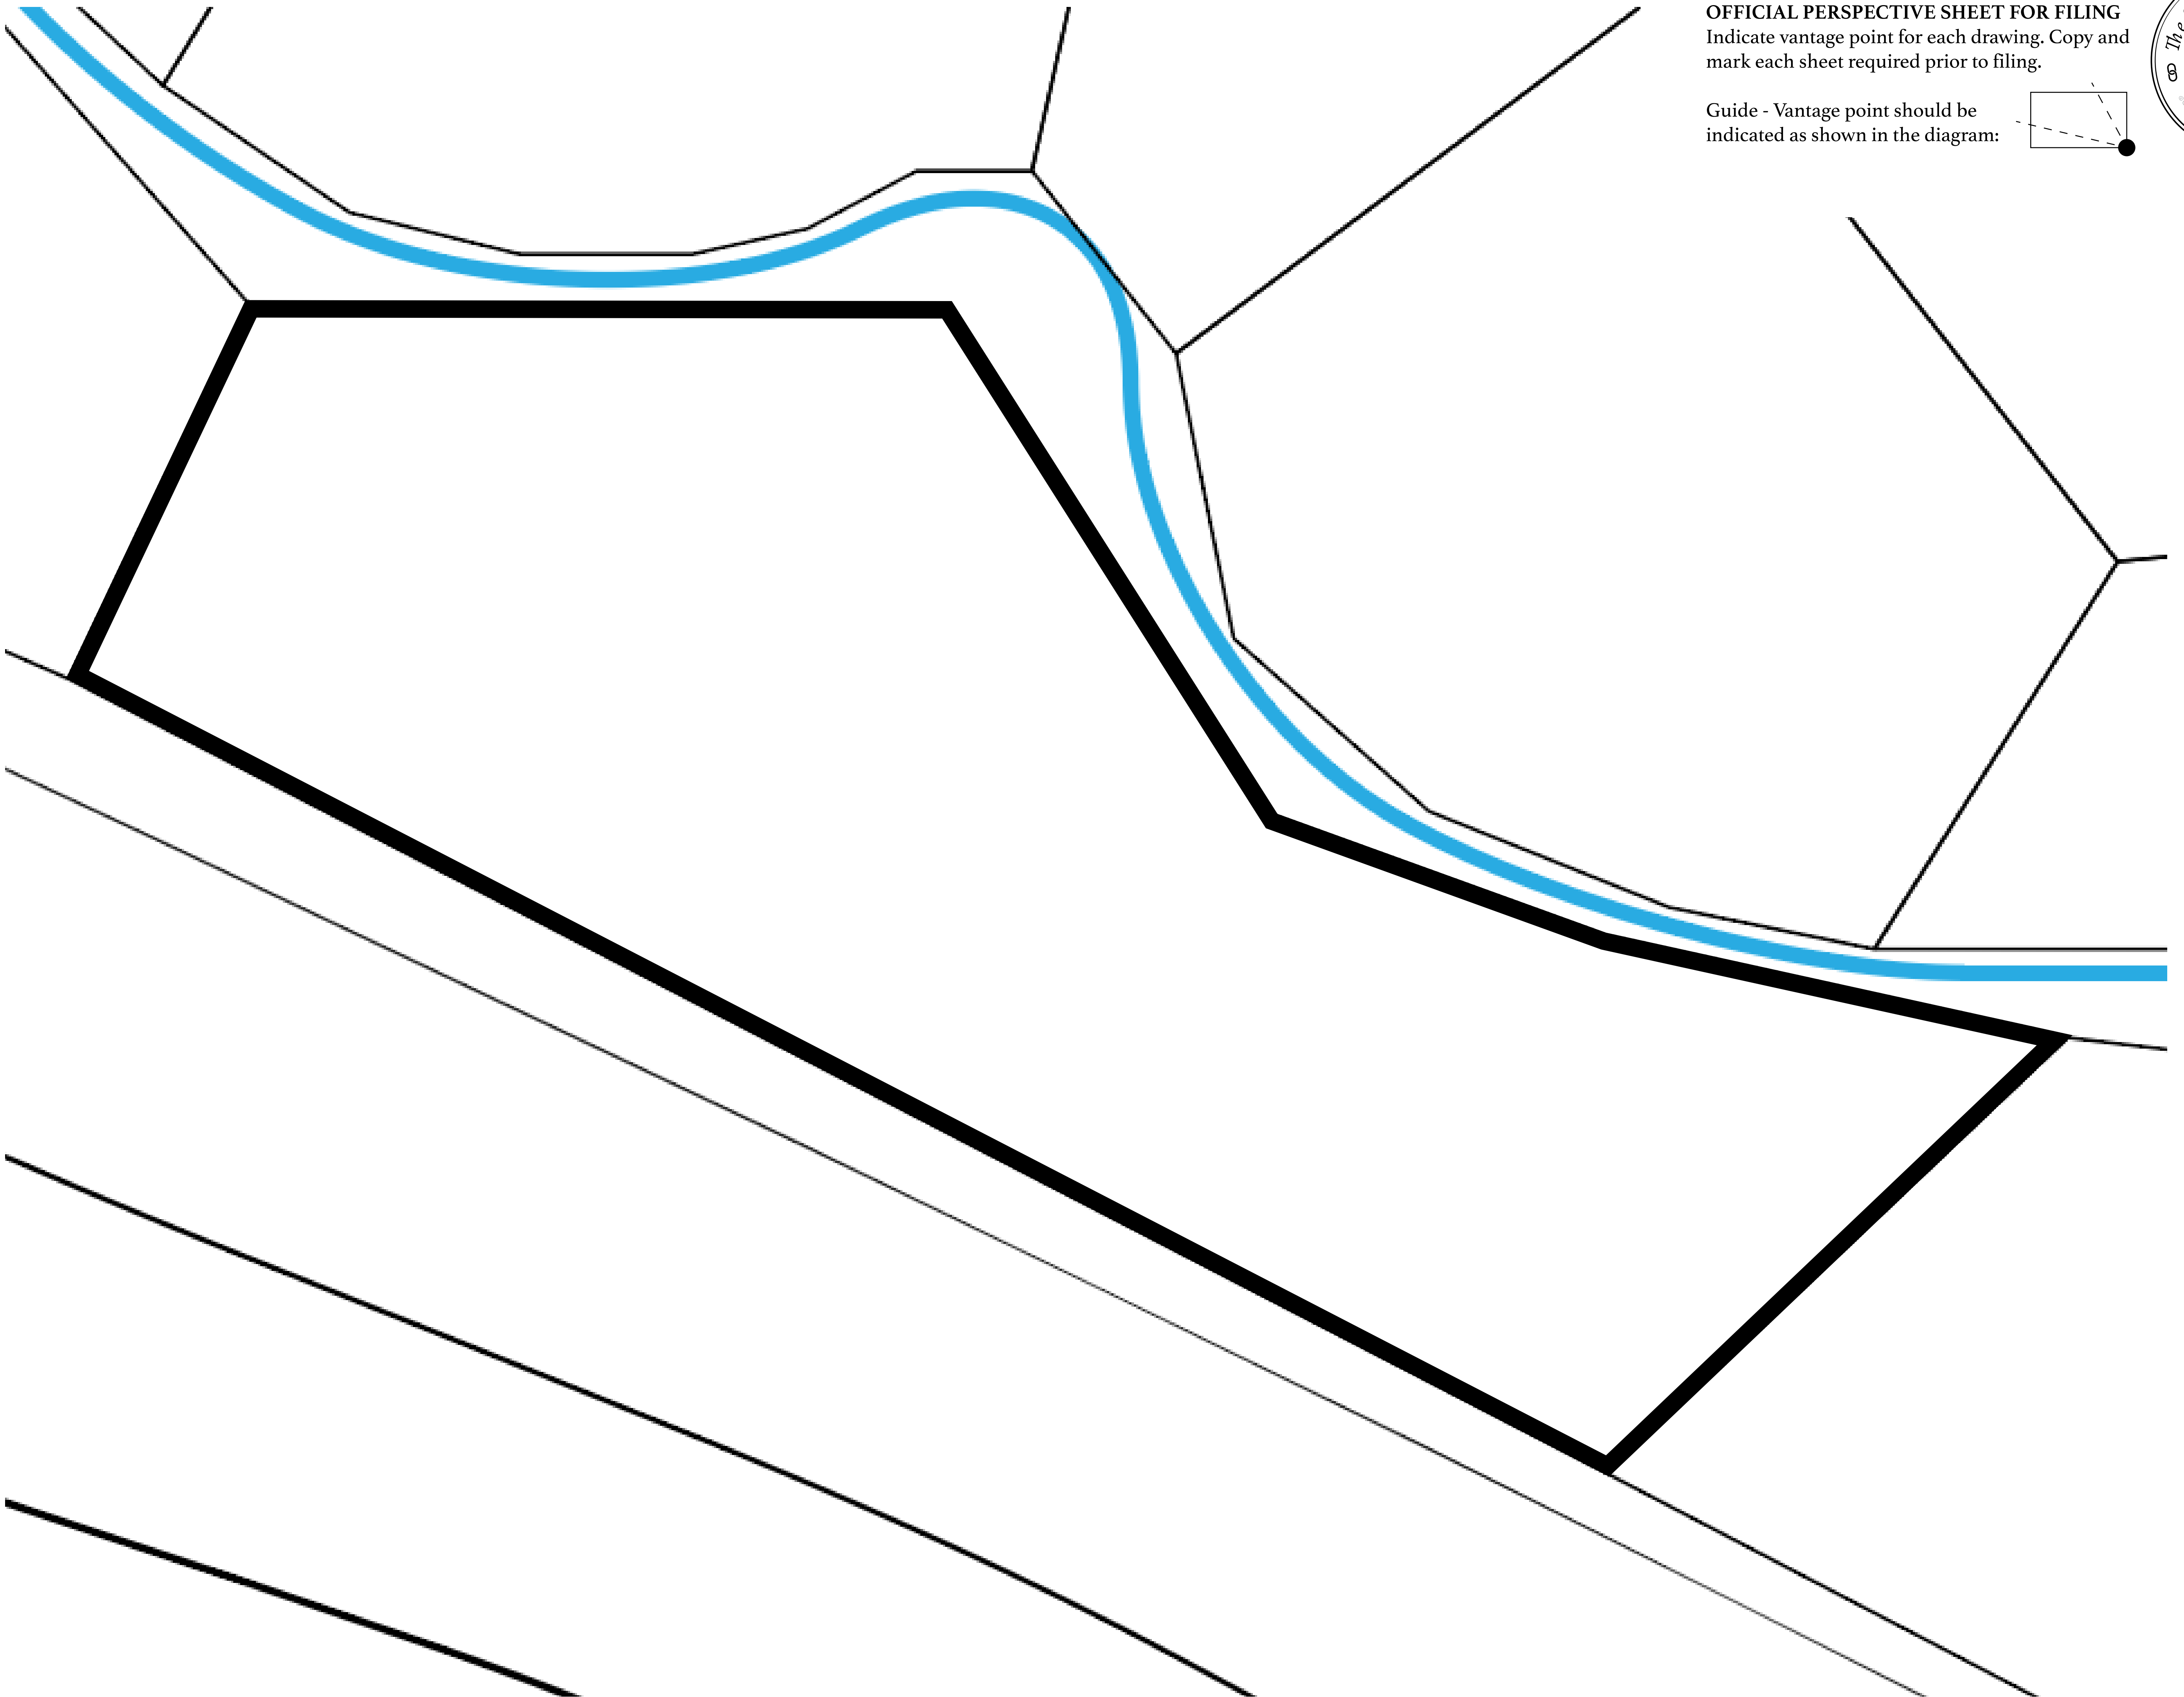 OFFICIAL PERSPECTIVE SHEET FOR FILING
Indicate vantage point for each drawing. Copy and
mark each sheet required prior to filing.
Guide - Vantage point should be
indicated as shown in the diagram:
The